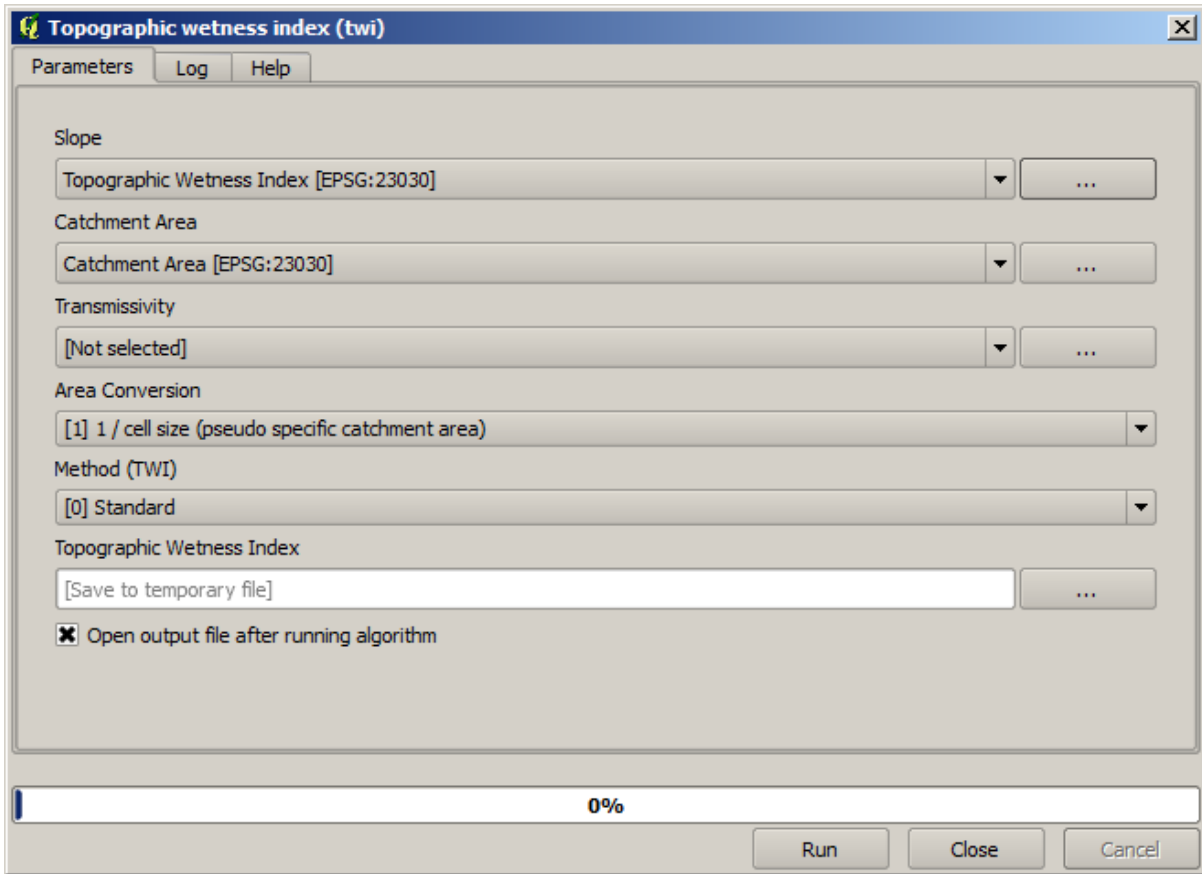 Topographic wetness index (twi)
Parameters Log Help
Slope
Topographic Wetness Index [EPSG:23030] ...
Catchment Area
Catchment Area [EPSG:23030] ...
Transmissivity
[Not selected] ...
Area Conversion
[1] 1 / cell size (pseudo specific catchment area)
Method (TWI)
[0] Standard
Topographic Wetness Index
[Save to temporary file] ...
Open output file after running algorithm
0%
Run Close Cancel